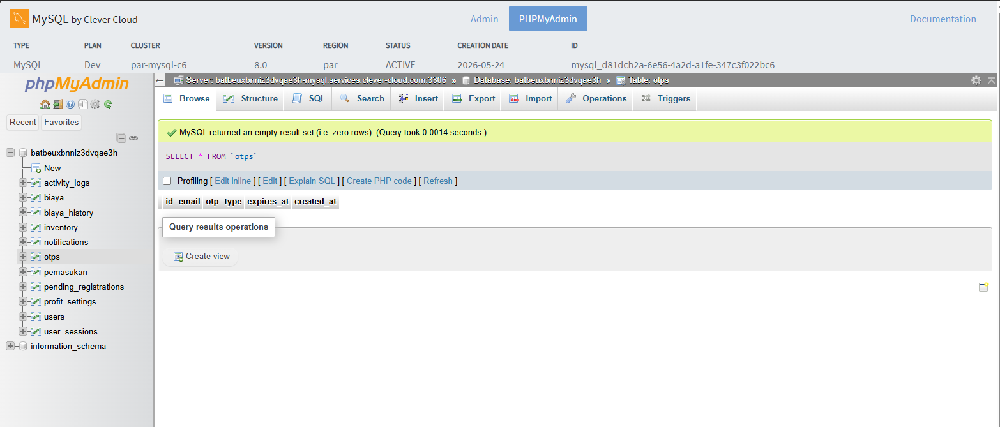 MySQL by Clever Cloud
Admin
PHPMyAdmin
Documentation
TYPE PLAN CLUSTER VERSION REGION STATUS CREATION DATE ID
MySQL Dev par-mysql-c6 8.0 par ACTIVE 2026-05-24 mysql_d81dcb2a-6e56-4a2d-a1fe-347c3f022bc6
phpMyAdmin
Recent Favorites
batbeuxbnniz3dvqae3h
New
activity_logs
biaya
biaya_history
inventory
notifications
otps
pemasukan
pending_registrations
profit_settings
users
user_sessions
information_schema
Server: batbeuxbnniz3dvqae3h-mysql.services.clever-cloud.com:3306 » Database: batbeuxbnniz3dvqae3h » Table: otps
Browse Structure SQL Search Insert Export Import Operations Triggers
MySQL returned an empty result set (i.e. zero rows). (Query took 0.0014 seconds.)
SELECT * FROM `otps`
Profiling [ Edit inline ] [ Edit ] [ Explain SQL ] [ Create PHP code ] [ Refresh ]
id email otp type expires_at created_at
Query results operations
Create view